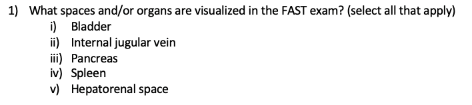 1) What spaces and/or organs are visualized in the FAST exam? (select all that apply)
i) Bladder
ii) Internal jugular vein
iii) Pancreas
iv) Spleen
v) Hepatorenal space